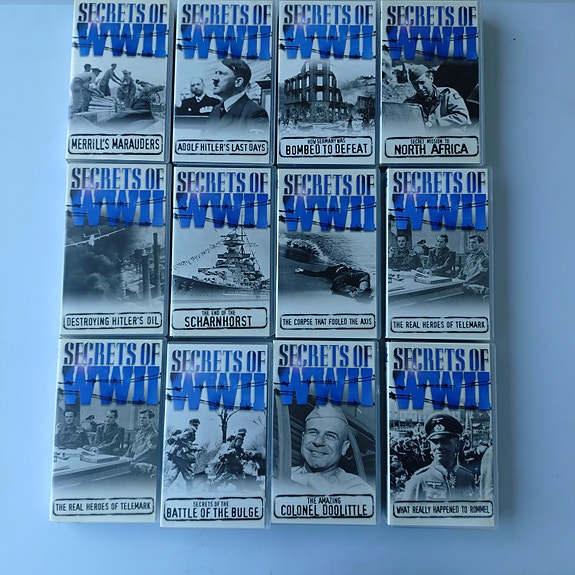 SECRETS OF
WWII
MERRILL'S MARAUDERS
SECRETS OF
WWII
ADOLF HITLER'S LAST DAYS
SECRETS OF
WWII
HOW GERMANY WAS
BOMBED TO DEFEAT
SECRETS OF
WWII
SECRET MISSION TO
NORTH AFRICA
SECRETS OF
WWII
DESTROYING HITLER'S OIL
SECRETS OF
WWII
THE END OF THE
SCHARNHORST
SECRETS OF
WWII
THE CORPSE THAT FOOLED THE AXIS
SECRETS OF
WWII
THE REAL HEROES OF TELEMARK
SECRETS OF
WWII
THE REAL HEROES OF TELEMARK
SECRETS OF
WWII
SECRETS OF THE
BATTLE OF THE BULGE
SECRETS OF
WWII
THE AMAZING
COLONEL DOOLITTLE
SECRETS OF
WWII
WHAT REALLY HAPPENED TO ROMMEL